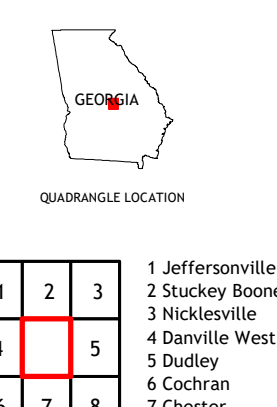 GEORGIA
QUADRANGLE LOCATION
1 2 3
4 5
6 7 8
1 Jeffersonville
2 Stuckey Boone
3 Nicklesville
4 Danville West
5 Dudley
6 Cochran
7 Chester